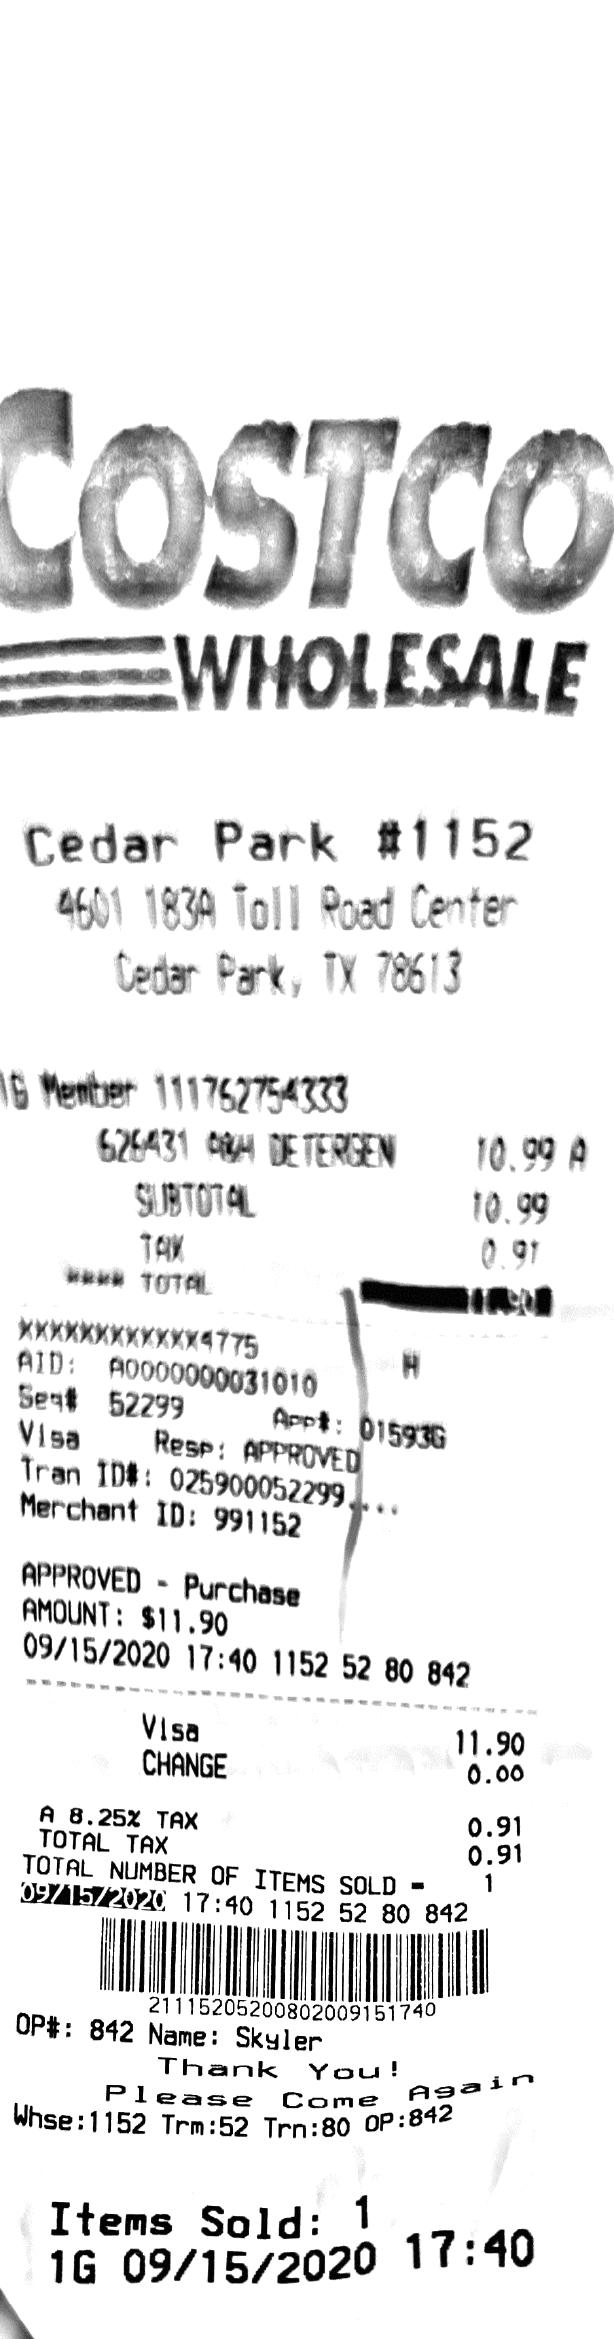 COSTCO
WHOLESALE
Cedar Park #1152
4601 183A Toll Road Center
Cedar Park, TX 78613
1G Member 111762754333
626431 A&H DETERGEN 10.99 A
SUBTOTAL 10.99
TAX 0.91
**** TOTAL
XXXXXXXXXXXX4775 H
AID: A0000000031010
Seq# 52299 App#: 01593G
Visa Resp: APPROVED
Tran ID#: 025900052299....
Merchant ID: 991152
APPROVED - Purchase
AMOUNT: $11.90
09/15/2020 17:40 1152 52 80 842
Visa 11.90
CHANGE 0.00
A 8.25% TAX 0.91
TOTAL TAX 0.91
TOTAL NUMBER OF ITEMS SOLD = 1
09/15/2020 17:40 1152 52 80 842
21115205200802009151740
OP#: 842 Name: Skyler
Thank You!
Please Come Again
Whse:1152 Trm:52 Trn:80 OP:842
Items Sold: 1
1G 09/15/2020 17:40